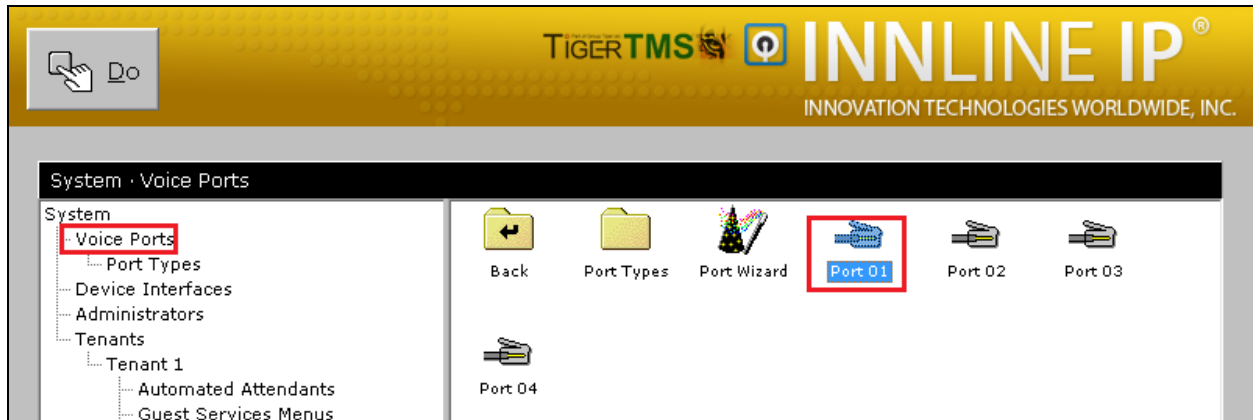 Do
TIGERTMS
INNLINE IP®
INNOVATION TECHNOLOGIES WORLDWIDE, INC.
System · Voice Ports
System
Voice Ports
Port Types
Device Interfaces
Administrators
Tenants
Tenant 1
Automated Attendants
Guest Services Menus
Back
Port Types
Port Wizard
Port 01
Port 02
Port 03
Port 04